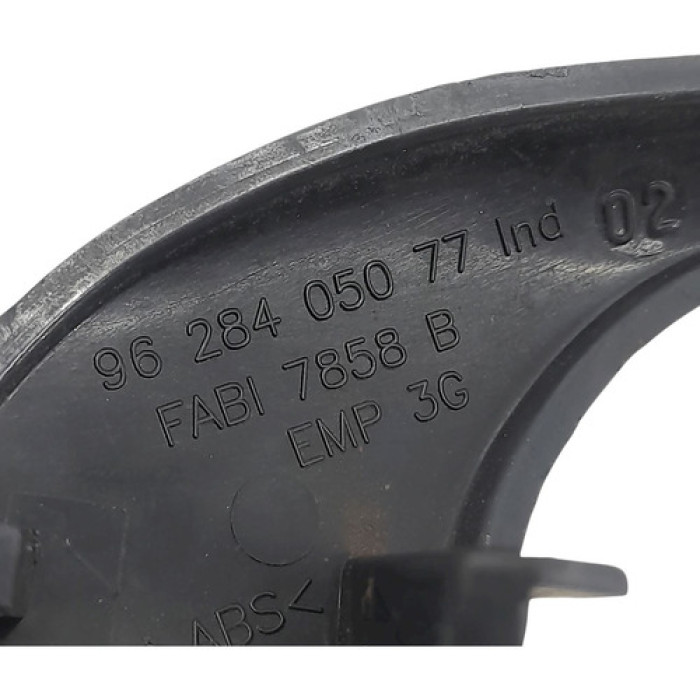 96 284 050 77 Ind 02
FABI 7858 B
EMP 3G
ABS<